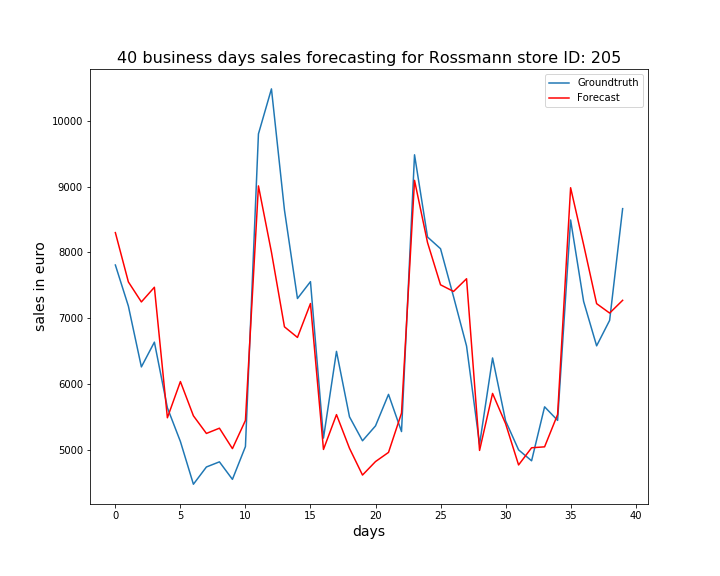 40 business days sales forecasting for Rossmann store ID: 205
Groundtruth
Forecast
10000
9000
8000
7000
6000
5000
sales in euro
0 5 10 15 20 25 30 35 40
days